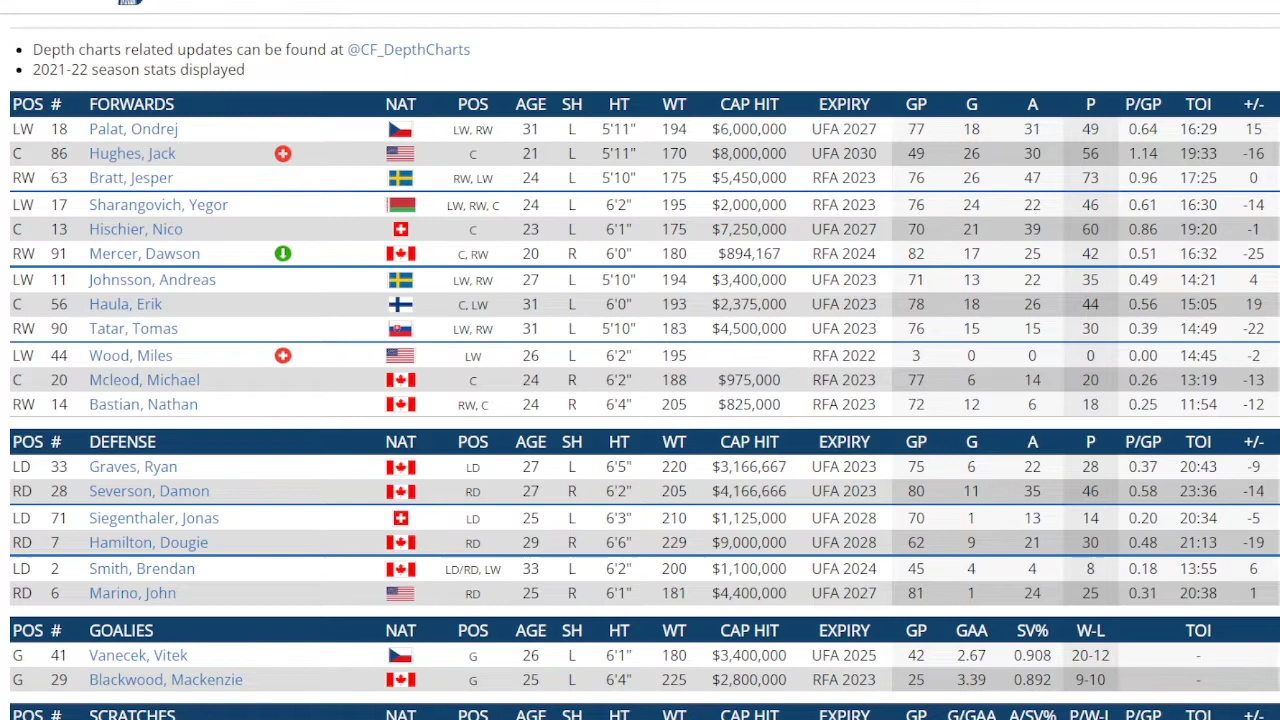 Depth charts related updates can be found at @CF_DepthCharts
2021-22 season stats displayed
POS # FORWARDS NAT POS AGE SH HT WT CAP HIT EXPIRY GP G A P P/GP TOI +/-
LW 18 Palat, Ondrej LW, RW 31 L 5'11" 194 $6,000,000 UFA 2027 77 18 31 49 0.64 16:29 15
C 86 Hughes, Jack C 21 L 5'11" 170 $8,000,000 UFA 2030 49 26 30 56 1.14 19:33 -16
RW 63 Bratt, Jesper RW, LW 24 L 5'10" 175 $5,450,000 RFA 2023 76 26 47 73 0.96 17:25 0
LW 17 Sharangovich, Yegor LW, RW, C 24 L 6'2" 195 $2,000,000 RFA 2023 76 24 22 46 0.61 16:30 -14
C 13 Hischier, Nico C 23 L 6'1" 175 $7,250,000 UFA 2027 70 21 39 60 0.86 19:20 -1
RW 91 Mercer, Dawson C, RW 20 R 6'0" 180 $894,167 RFA 2024 82 17 25 42 0.51 16:32 -25
LW 11 Johnsson, Andreas LW, RW 27 L 5'10" 194 $3,400,000 UFA 2023 71 13 22 35 0.49 14:21 4
C 56 Haula, Erik C, LW 31 L 6'0" 193 $2,375,000 UFA 2023 78 18 26 44 0.56 15:05 19
RW 90 Tatar, Tomas LW, RW 31 L 5'10" 183 $4,500,000 UFA 2023 76 15 15 30 0.39 14:49 -22
LW 44 Wood, Miles LW 26 L 6'2" 195 RFA 2022 3 0 0 0 0.00 14:45 -2
C 20 Mcleod, Michael C 24 R 6'2" 188 $975,000 RFA 2023 77 6 14 20 0.26 13:19 -13
RW 14 Bastian, Nathan RW, C 24 R 6'4" 205 $825,000 RFA 2023 72 12 6 18 0.25 11:54 -12
POS # DEFENSE NAT POS AGE SH HT WT CAP HIT EXPIRY GP G A P P/GP TOI +/-
LD 33 Graves, Ryan LD 27 L 6'5" 220 $3,166,667 UFA 2023 75 6 22 28 0.37 20:43 -9
RD 28 Severson, Damon RD 27 R 6'2" 205 $4,166,666 UFA 2023 80 11 35 46 0.58 23:36 -14
LD 71 Siegenthaler, Jonas LD 25 L 6'3" 210 $1,125,000 UFA 2028 70 1 13 14 0.20 20:34 -5
RD 7 Hamilton, Dougie RD 29 R 6'6" 229 $9,000,000 UFA 2028 62 9 21 30 0.48 21:13 -19
LD 2 Smith, Brendan LD/RD, LW 33 L 6'2" 200 $1,100,000 UFA 2024 45 4 4 8 0.18 13:55 6
RD 6 Marino, John RD 25 R 6'1" 181 $4,400,000 UFA 2027 81 1 24 25 0.31 20:38 1
POS # GOALIES NAT POS AGE SH HT WT CAP HIT EXPIRY GP GAA SV% W-L TOI
G 41 Vanecek, Vitek G 26 L 6'1" 180 $3,400,000 UFA 2025 42 2.67 0.908 20-12 -
G 29 Blackwood, Mackenzie G 25 L 6'4" 225 $2,800,000 RFA 2023 25 3.39 0.892 9-10 -
POS # SCRATCHES NAT POS AGE SH HT WT CAP HIT EXPIRY GP G/GAA A/SV% P/W-L TOI +/-